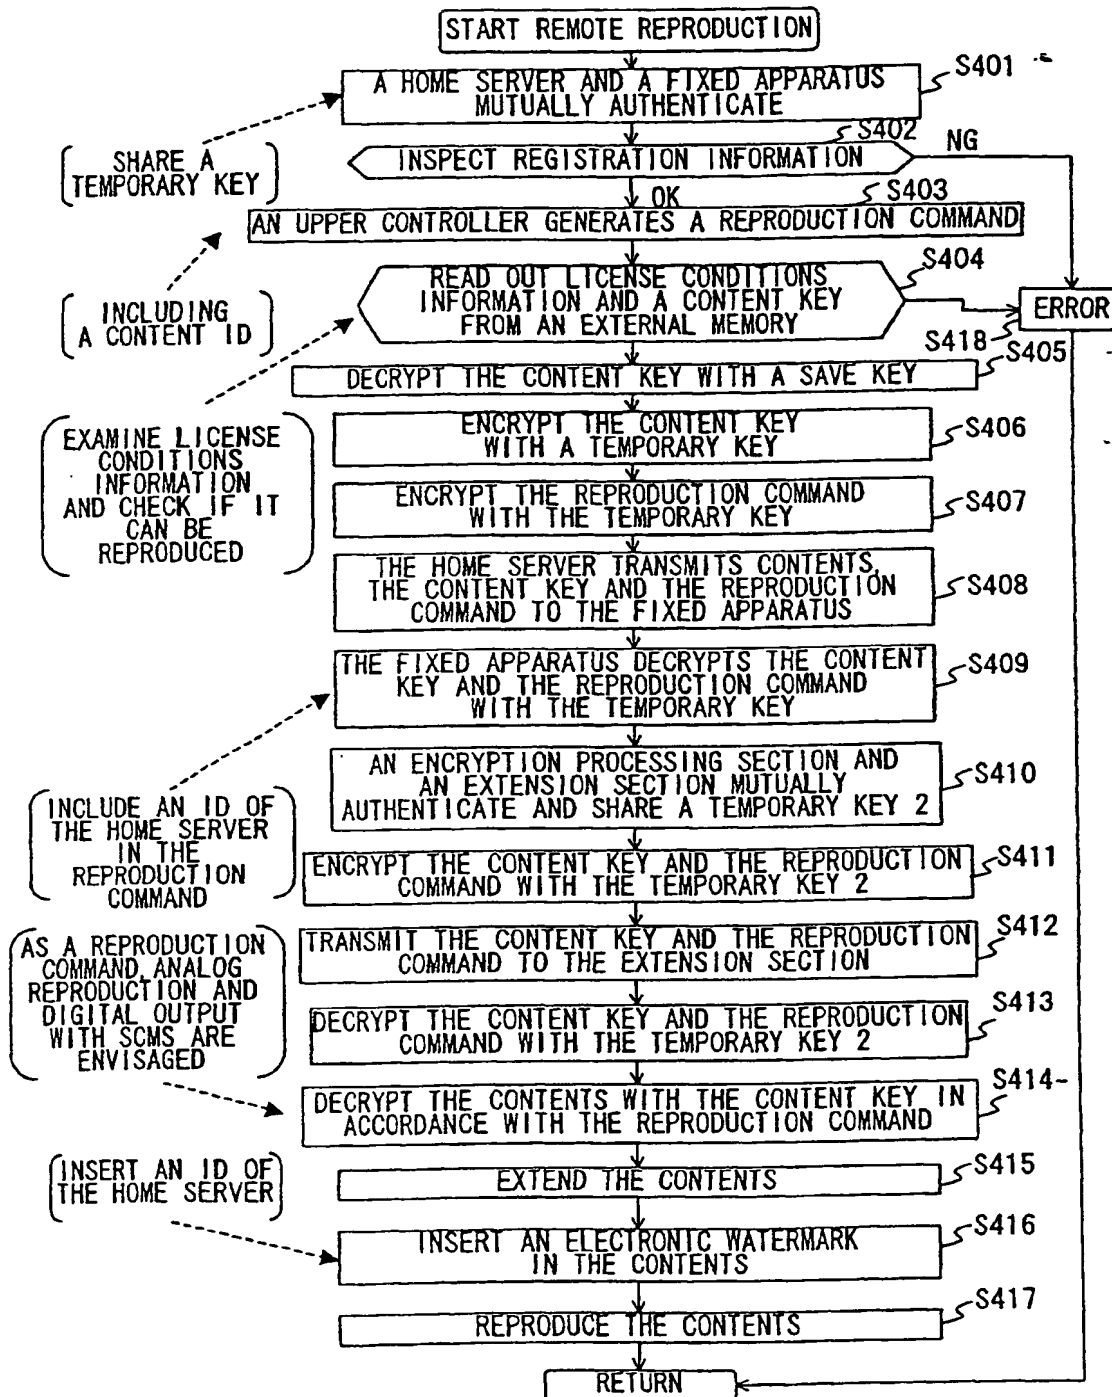 START REMOTE REPRODUCTION
A HOME SERVER AND A FIXED APPARATUS
MUTUALLY AUTHENTICATE
S401
SHARE A
TEMPORARY KEY
INSPECT REGISTRATION INFORMATION
S402
NG
OK
S403
AN UPPER CONTROLLER GENERATES A REPRODUCTION COMMAND
INCLUDING
A CONTENT ID
READ OUT LICENSE CONDITIONS
INFORMATION AND A CONTENT KEY
FROM AN EXTERNAL MEMORY
S404
ERROR
S418
S405
DECRYPT THE CONTENT KEY WITH A SAVE KEY
EXAMINE LICENSE
CONDITIONS
INFORMATION
AND CHECK IF IT
CAN BE
REPRODUCED
ENCRYPT THE CONTENT KEY
WITH A TEMPORARY KEY
S406
ENCRYPT THE REPRODUCTION COMMAND
WITH THE TEMPORARY KEY
S407
THE HOME SERVER TRANSMITS CONTENTS,
THE CONTENT KEY AND THE REPRODUCTION
COMMAND TO THE FIXED APPARATUS
S408
THE FIXED APPARATUS DECRYPTS THE CONTENT
KEY AND THE REPRODUCTION COMMAND
WITH THE TEMPORARY KEY
S409
INCLUDE AN ID OF
THE HOME SERVER
IN THE
REPRODUCTION
COMMAND
AN ENCRYPTION PROCESSING SECTION AND
AN EXTENSION SECTION MUTUALLY
AUTHENTICATE AND SHARE A TEMPORARY KEY 2
S410
ENCRYPT THE CONTENT KEY AND THE REPRODUCTION
COMMAND WITH THE TEMPORARY KEY 2
S411
AS A REPRODUCTION
COMMAND, ANALOG
REPRODUCTION AND
DIGITAL OUTPUT
WITH SCMS ARE
ENVISAGED
TRANSMIT THE CONTENT KEY AND THE REPRODUCTION
COMMAND TO THE EXTENSION SECTION
S412
DECRYPT THE CONTENT KEY AND THE REPRODUCTION
COMMAND WITH THE TEMPORARY KEY 2
S413
DECRYPT THE CONTENTS WITH THE CONTENT KEY IN
ACCORDANCE WITH THE REPRODUCTION COMMAND
S414
INSERT AN ID OF
THE HOME SERVER
EXTEND THE CONTENTS
S415
INSERT AN ELECTRONIC WATERMARK
IN THE CONTENTS
S416
REPRODUCE THE CONTENTS
S417
RETURN